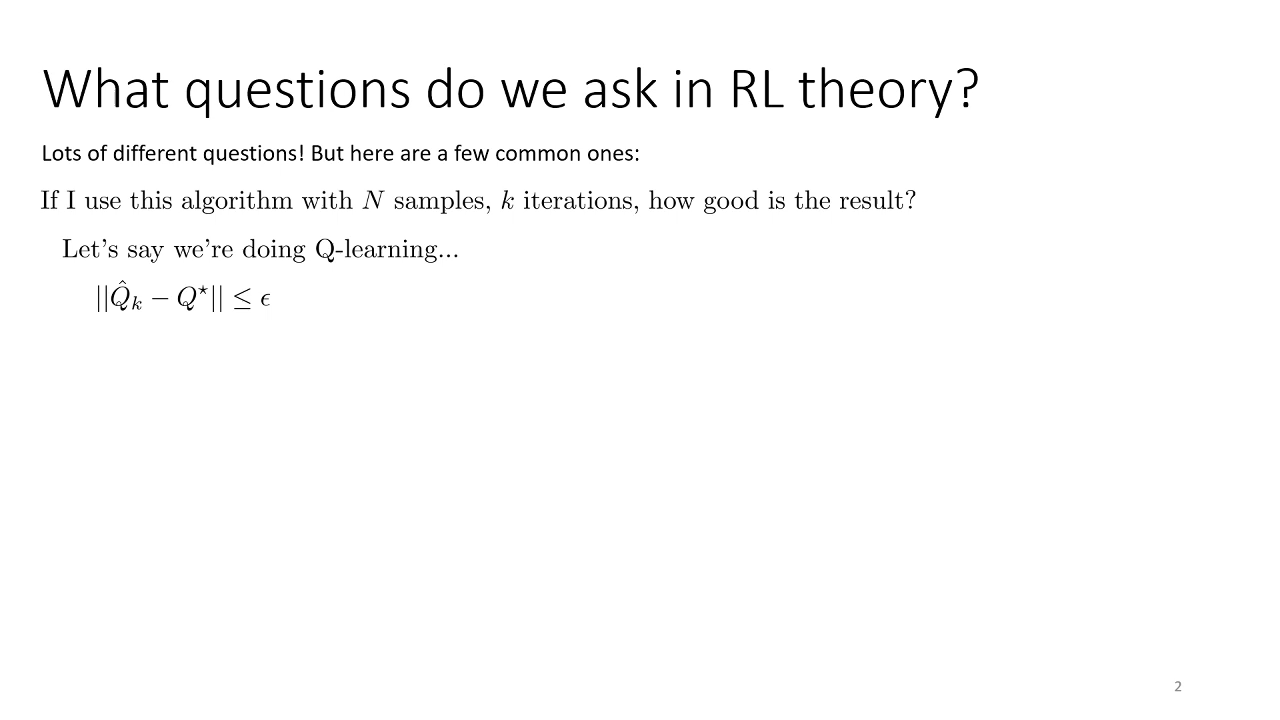 What questions do we ask in RL theory?
Lots of different questions! But here are a few common ones:
If I use this algorithm with N samples, k iterations, how good is the result?
Let's say we're doing Q-learning...
||Q̂ₖ − Q⋆|| ≤ ϵ
2